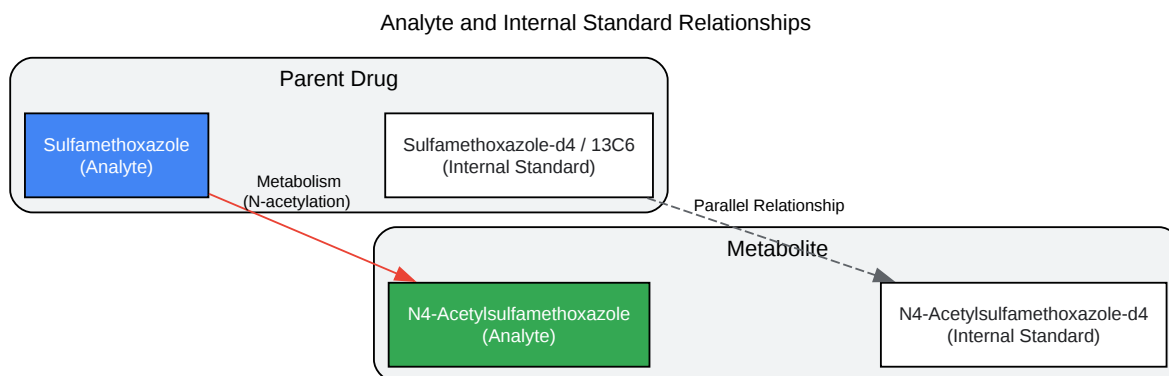 Analyte and Internal Standard Relationships
Parent Drug
Sulfamethoxazole
(Analyte)
Sulfamethoxazole-d4 / 13C6
(Internal Standard)
Metabolism
(N-acetylation)
Parallel Relationship
Metabolite
N4-Acetylsulfamethoxazole
(Analyte)
N4-Acetylsulfamethoxazole-d4
(Internal Standard)